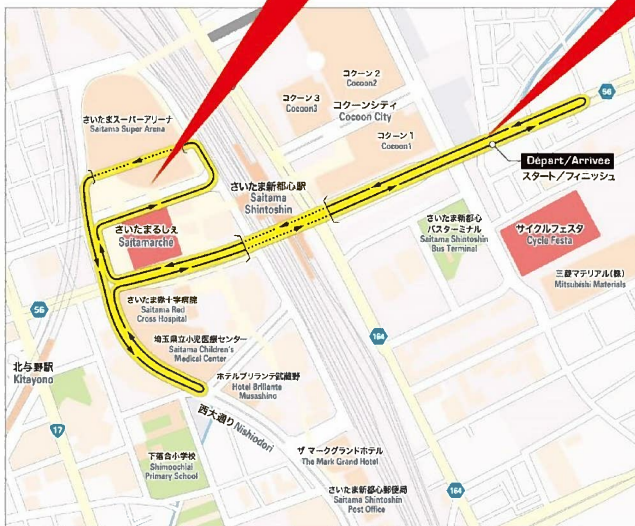 コクーン 2
Cocoon2
コクーン 3
Cocoon3
コクーンシティ
Cocoon City
コクーン 1
Cocoon1
56
さいたまスーパーアリーナ
Saitama Super Arena
Départ/Arrivée
スタート/フィニッシュ
さいたま新都心駅
Saitama
Shintoshin
さいたまるしぇ
Saitamarche
さいたま新都心
バスターミナル
Saitama Shintoshin
Bus Terminal
サイクルフェスタ
Cycle Festa
三菱マテリアル(株)
Mitsubishi Materials
さいたま赤十字病院
Saitama Red
Cross Hospital
56
164
埼玉県立小児医療センター
Saitama Children's
Medical Center
北与野駅
Kitayono
ホテルブリランテ武蔵野
Hotel Brillante
Musashino
西大通り Nishiodori
17
下落合小学校
Shimoochiai
Primary School
ザ マークグランドホテル
The Mark Grand Hotel
164
さいたま新都心郵便局
Saitama Shintoshin
Post Office